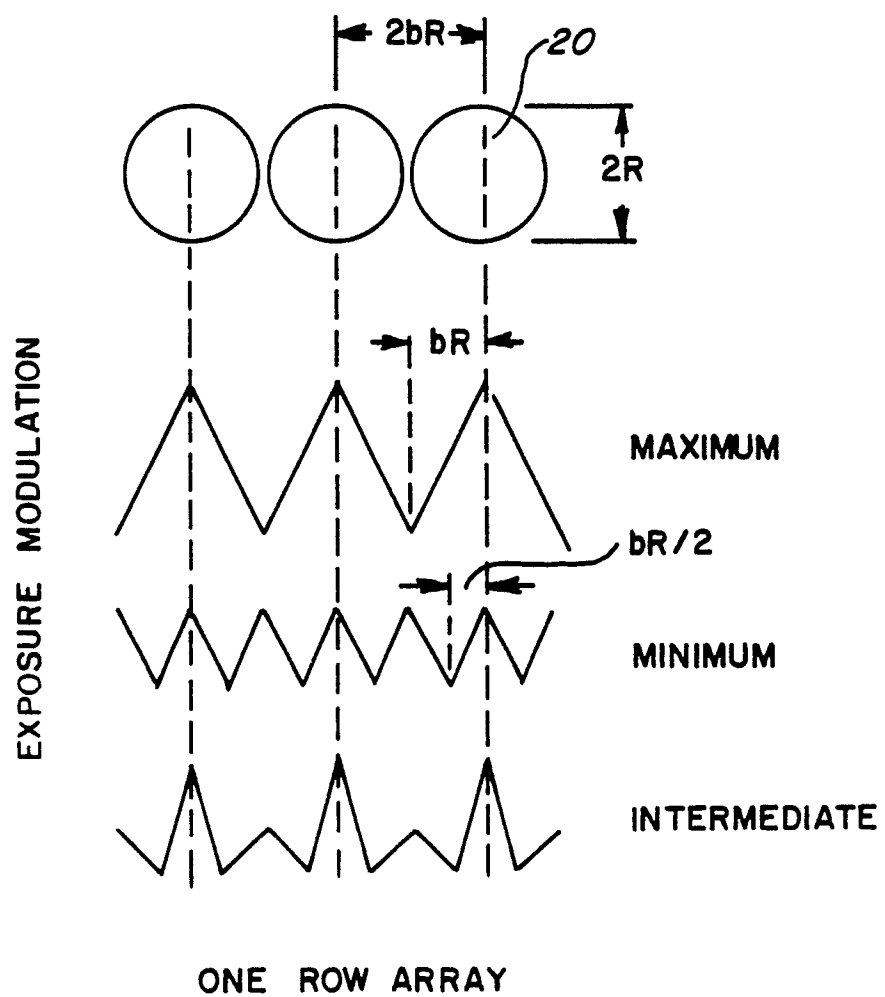 2bR
20
2R
bR
EXPOSURE MODULATION
MAXIMUM
bR/2
MINIMUM
INTERMEDIATE
ONE ROW ARRAY